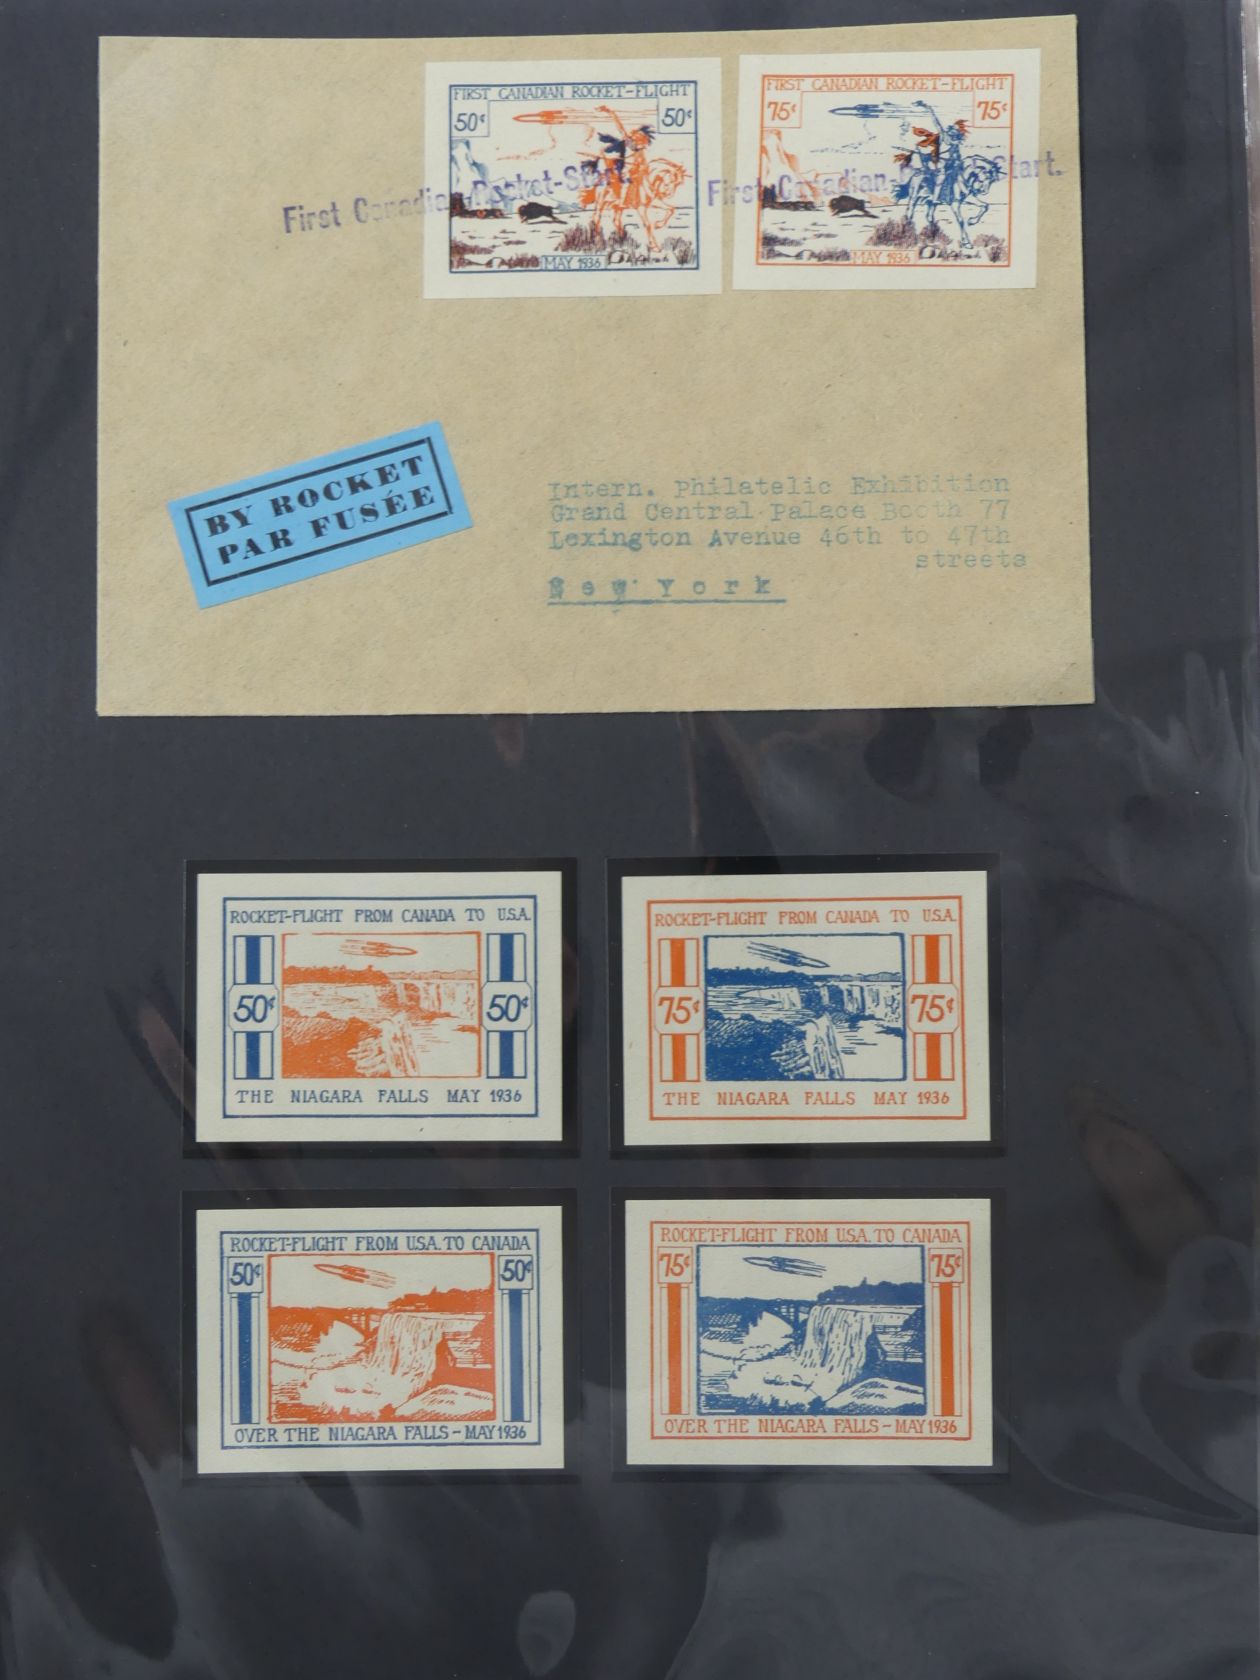 FIRST CANADIAN ROCKET-FLIGHT
50¢ 50¢
MAY 1936
FIRST CANADIAN ROCKET-FLIGHT
75¢ 75¢
MAY 1936
First Canadian-Rocket-Start.
First Canadian-Rocket-Start.
BY ROCKET
PAR FUSÉE
Intern. Philatelic Exhibition
Grand Central Palace Booth 77
Lexington Avenue 46th to 47th
streets
New York
ROCKET-FLIGHT FROM CANADA TO U.S.A.
50¢ 50¢
THE NIAGARA FALLS MAY 1936
ROCKET-FLIGHT FROM CANADA TO U.S.A.
75¢ 75¢
THE NIAGARA FALLS MAY 1936
ROCKET-FLIGHT FROM U.S.A. TO CANADA
50¢ 50¢
OVER THE NIAGARA FALLS - MAY 1936
ROCKET-FLIGHT FROM U.S.A. TO CANADA
75¢ 75¢
OVER THE NIAGARA FALLS - MAY 1936